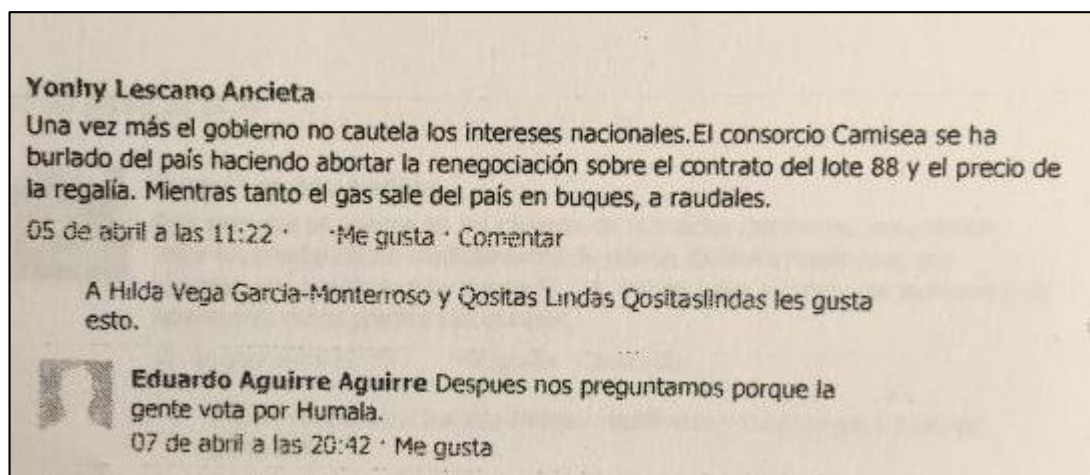 Yonhy Lescano Ancieta
Una vez más el gobierno no cautela los intereses nacionales.El consorcio Camisea se ha
burlado del país haciendo abortar la renegociación sobre el contrato del lote 88 y el precio de
la regalía. Mientras tanto el gas sale del país en buques, a raudales.
05 de abril a las 11:22 · ·Me gusta · Comentar
A Hilda Vega Garcia-Monterroso y Qositas Lindas Qositaslindas les gusta
esto.
Eduardo Aguirre Aguirre Despues nos preguntamos porque la
gente vota por Humala.
07 de abril a las 20:42 · Me gusta